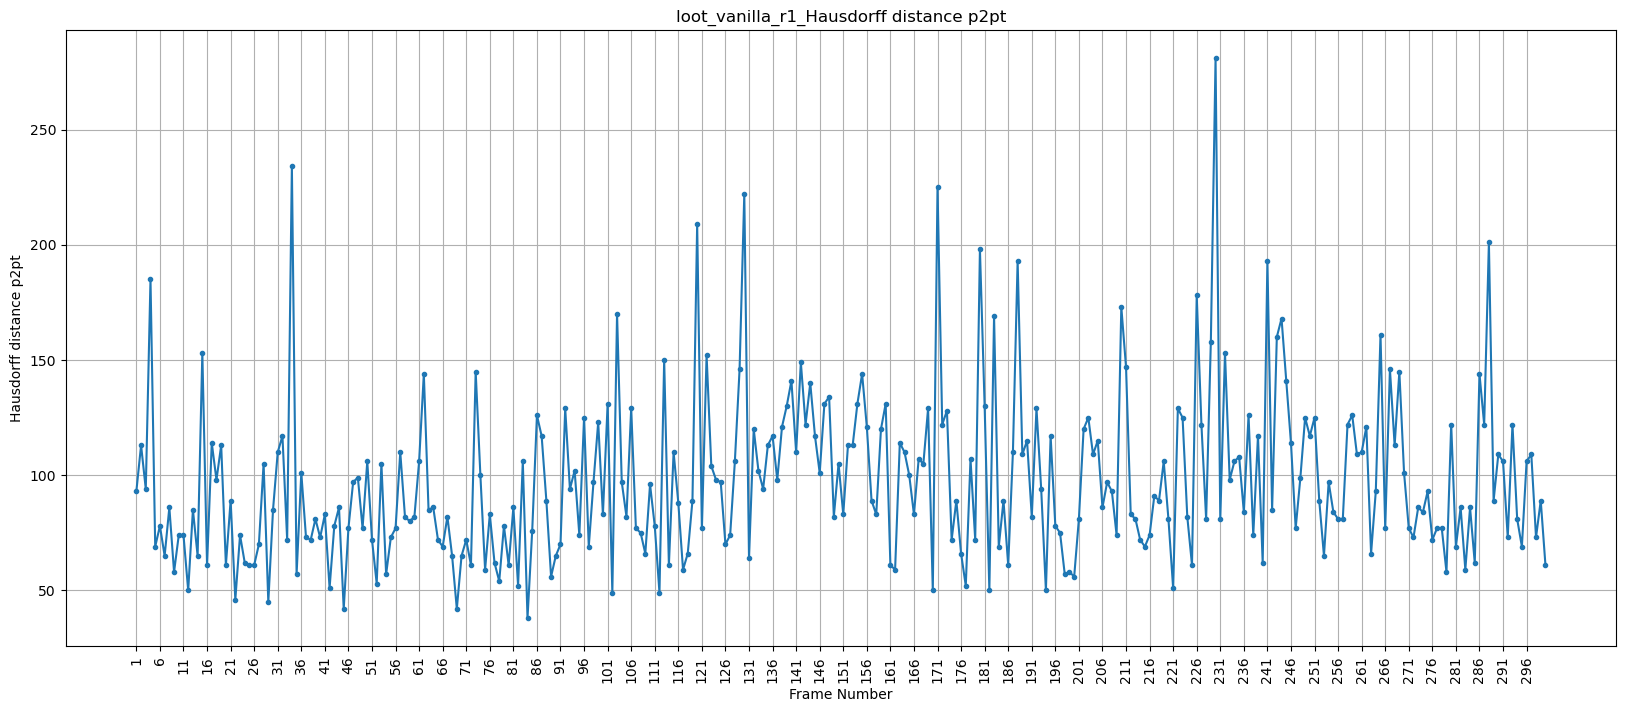 loot_vanilla_r1_Hausdorff distance p2pt
Hausdorff distance p2pt
250
200
150
100
50
1 6 11 16 21 26 31 36 41 46 51 56 61 66 71 76 81 86 91 96 101 106 111 116 121 126 131 136 141 146 151 156 161 166 171 176 181 186 191 196 201 206 211 216 221 226 231 236 241 246 251 256 261 266 271 276 281 286 291 296
Frame Number